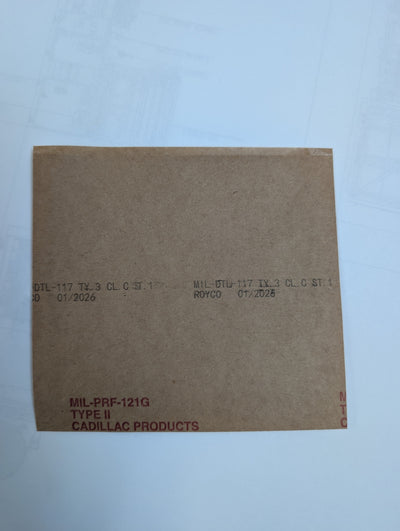 -DTL-117 TY.3 CL.C ST.1 MIL-DTL-117 TY.3 CL.C ST.1
CO 01/2026 ROYCO 01/2026
MIL-PRF-121G M
TYPE II T
CADILLAC PRODUCTS C